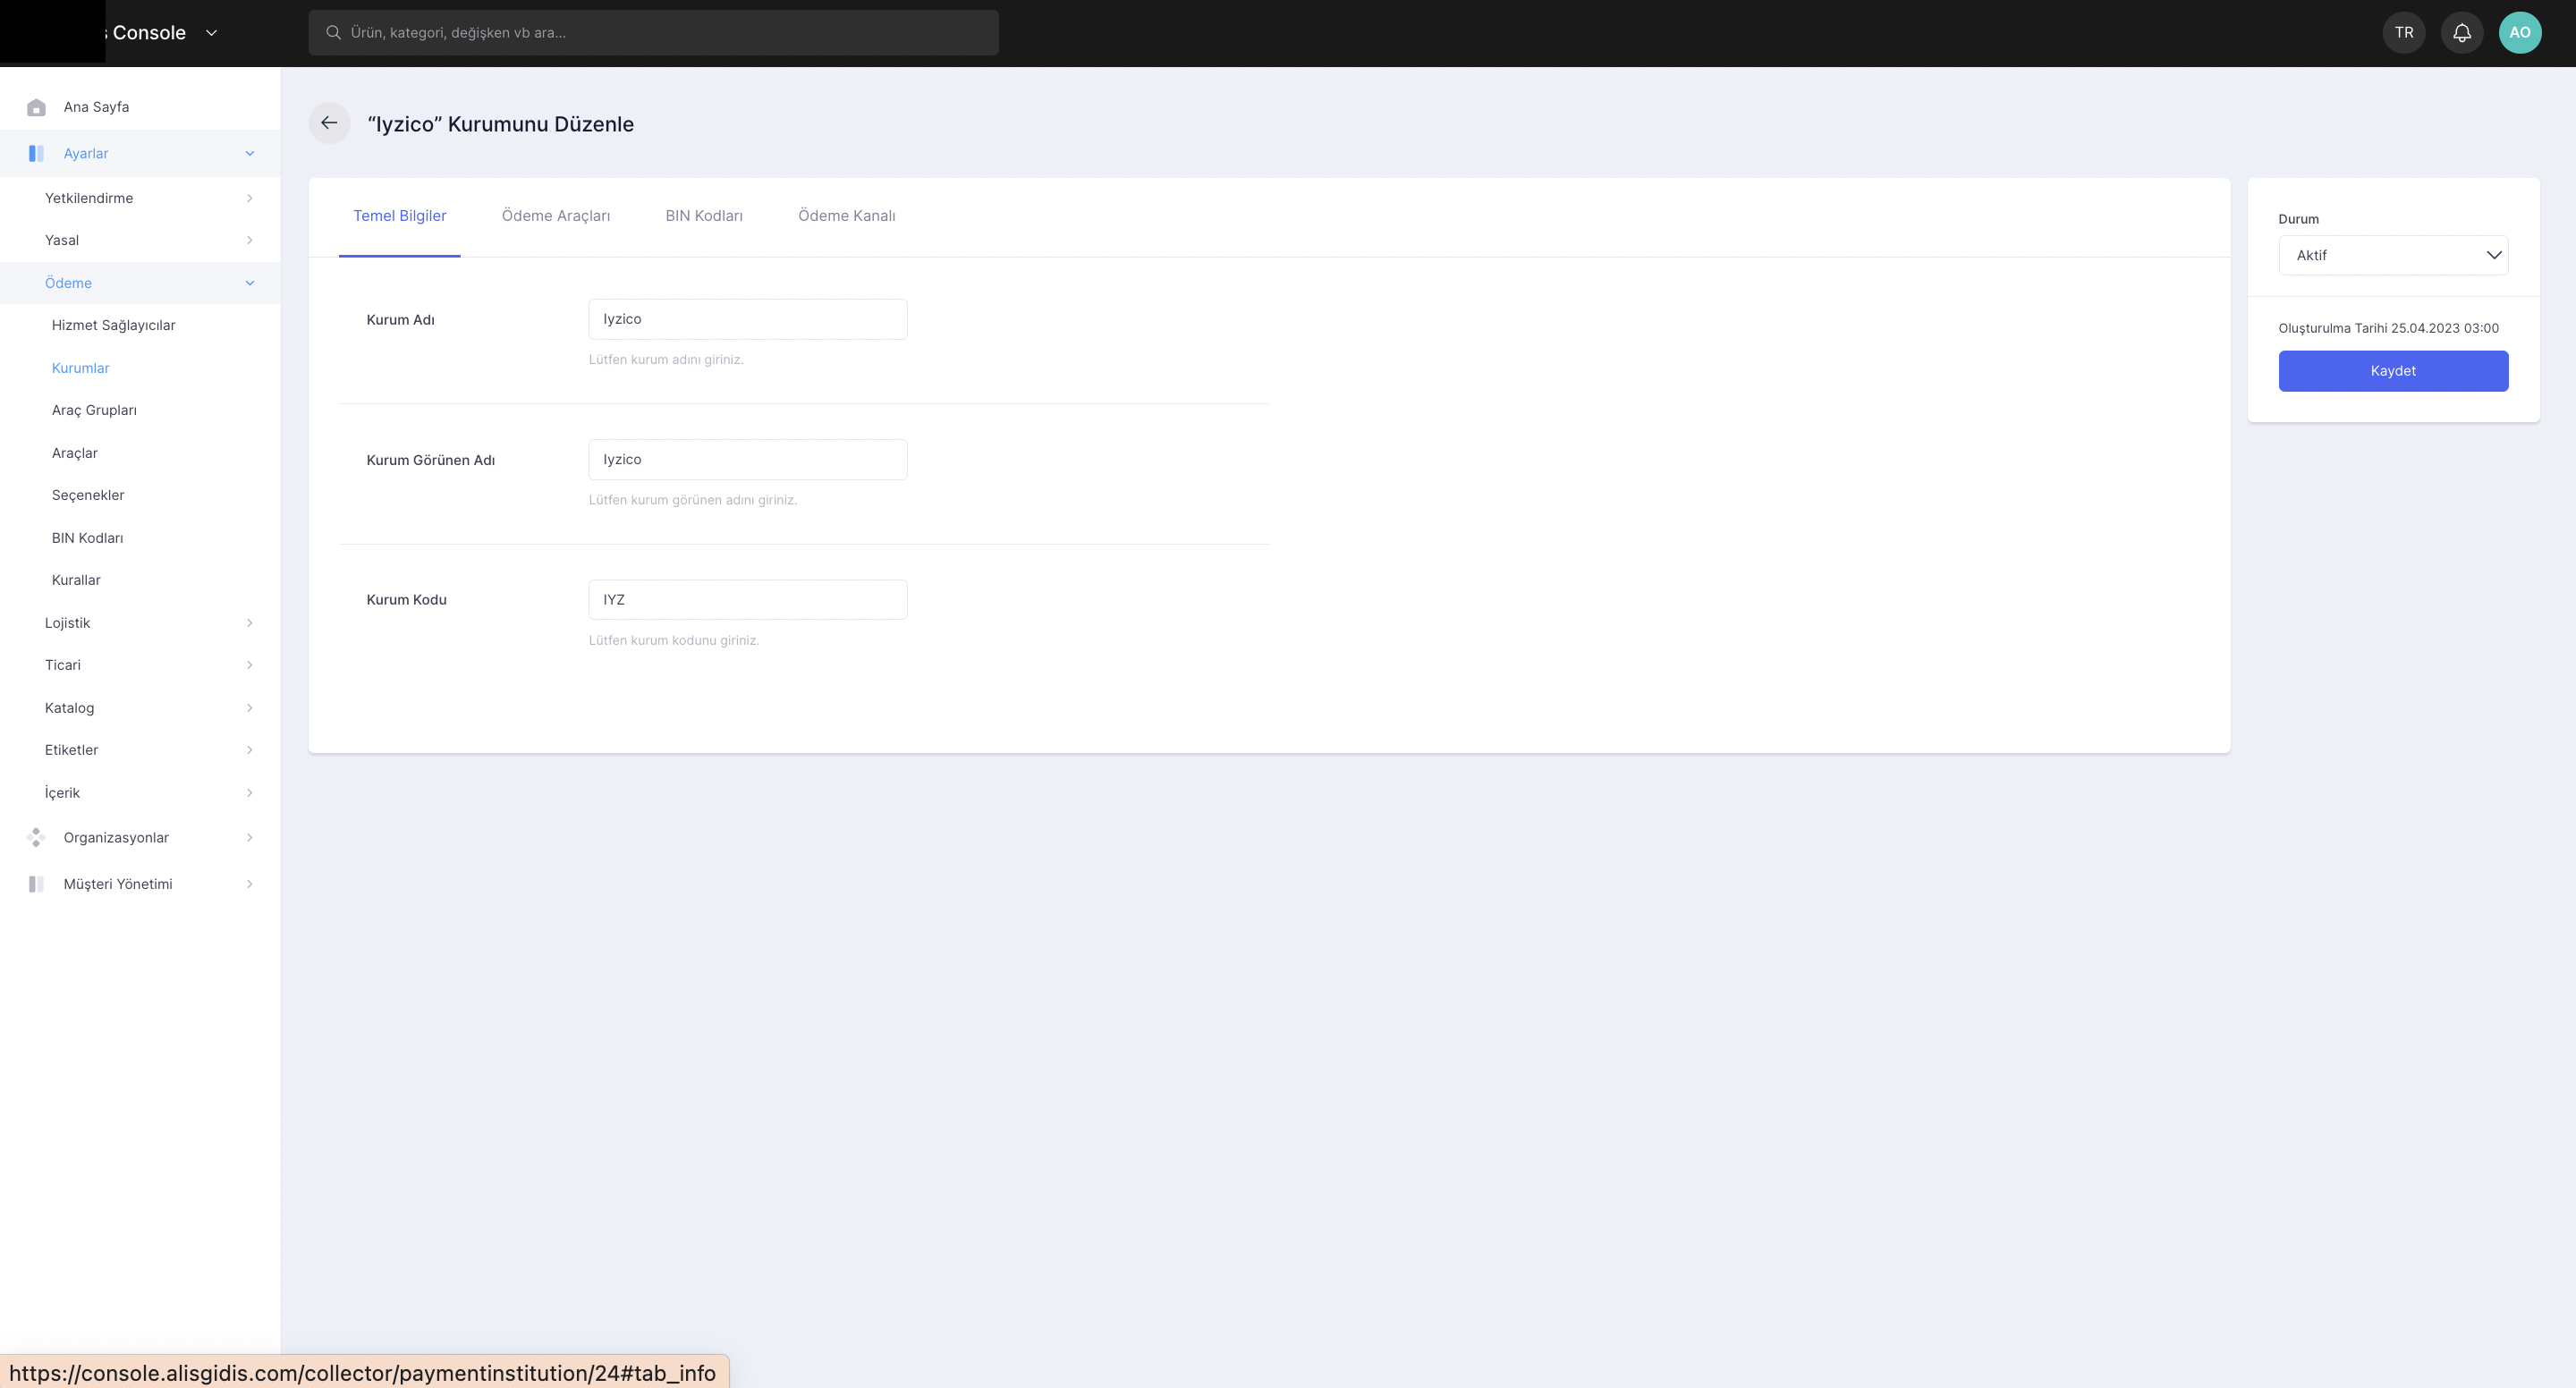 Console
Ürün, kategori, değişken vb ara...
TR
AO
Ana Sayfa
Ayarlar
Yetkilendirme
Yasal
Ödeme
Hizmet Sağlayıcılar
Kurumlar
Araç Grupları
Araçlar
Seçenekler
BIN Kodları
Kurallar
Lojistik
Ticari
Katalog
Etiketler
İçerik
Organizasyonlar
Müşteri Yönetimi
“Iyzico” Kurumunu Düzenle
Temel Bilgiler Ödeme Araçları BIN Kodları Ödeme Kanalı
Kurum Adı Iyzico
Lütfen kurum adını giriniz.
Kurum Görünen Adı Iyzico
Lütfen kurum görünen adını giriniz.
Kurum Kodu IYZ
Lütfen kurum kodunu giriniz.
Durum
Aktif
Oluşturulma Tarihi 25.04.2023 03:00
Kaydet
https://console.alisgidis.com/collector/paymentinstitution/24#tab_info